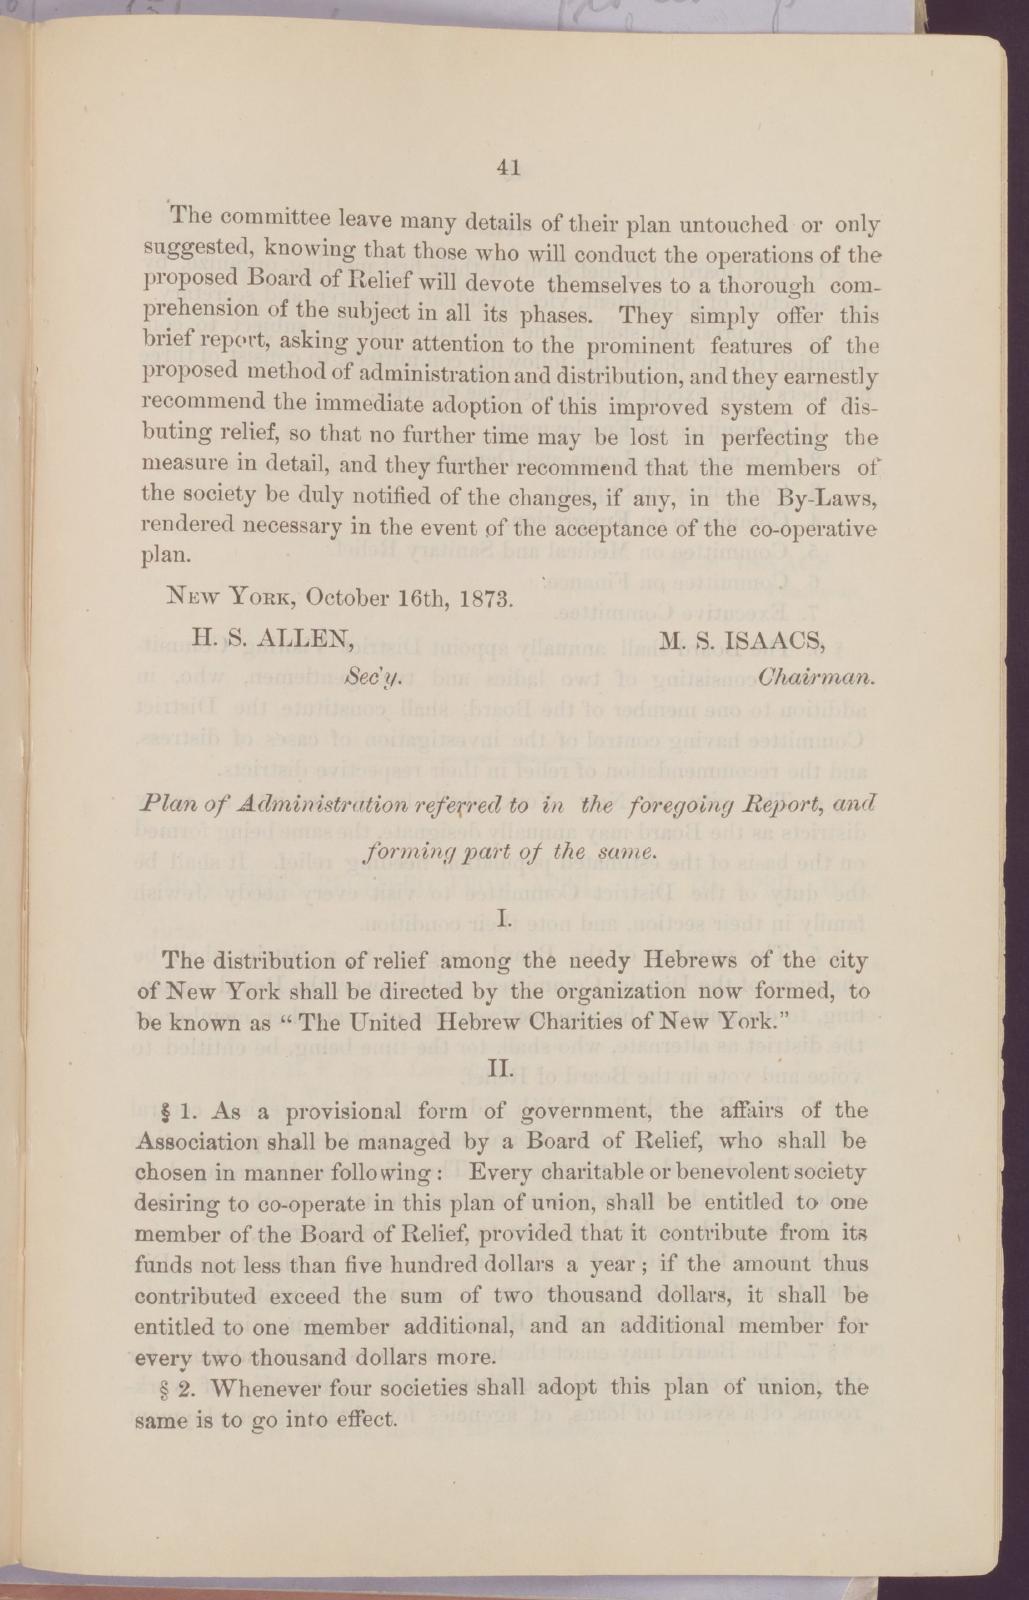 41
The committee leave many details of their plan untouched or only
suggested, knowing that those who will conduct the operations of the
proposed Board of Relief will devote themselves to a thorough com-
prehension of the subject in all its phases. They simply offer this
brief report, asking your attention to the prominent features of the
proposed method of administration and distribution, and they earnestly
recommend the immediate adoption of this improved system of dis-
buting relief, so that no further time may be lost in perfecting the
measure in detail, and they further recommend that the members of
the society be duly notified of the changes, if any, in the By-Laws,
rendered necessary in the event of the acceptance of the co-operative
plan.
NEW YORK, October 16th, 1873.
H. S. ALLEN, M. S. ISAACS,
Sec'y. Chairman.
Plan of Administration referred to in the foregoing Report, and
forming part of the same.
I.
The distribution of relief among the needy Hebrews of the city
of New York shall be directed by the organization now formed, to
be known as “ The United Hebrew Charities of New York.”
II.
§ 1. As a provisional form of government, the affairs of the
Association shall be managed by a Board of Relief, who shall be
chosen in manner following : Every charitable or benevolent society
desiring to co-operate in this plan of union, shall be entitled to one
member of the Board of Relief, provided that it contribute from its
funds not less than five hundred dollars a year ; if the amount thus
contributed exceed the sum of two thousand dollars, it shall be
entitled to one member additional, and an additional member for
every two thousand dollars more.
§ 2. Whenever four societies shall adopt this plan of union, the
same is to go into effect.